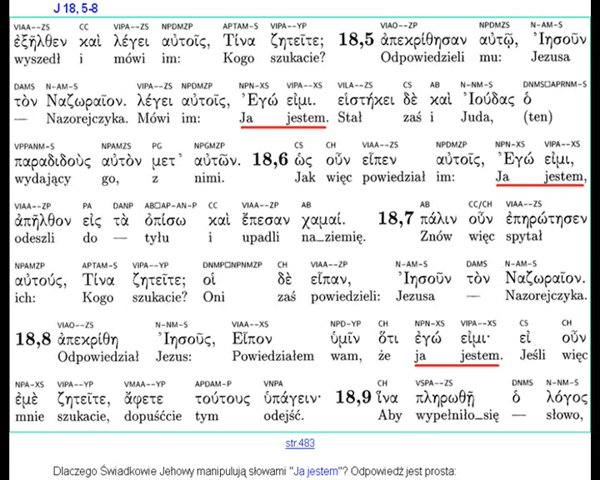 J 18, 5-8
VIAA--ZS CC VIPA--ZS NPDMZP APTAM-S VIPA--YP VIAO--ZP NPDMZS N-AM-S
ἐξῆλθεν καὶ λέγει αὐτοῖς, Τίνα ζητεῖτε; 18,5 ἀπεκρίθησαν αὐτῷ, Ἰησοῦν
wyszedł i mówi im: Kogo szukacie? Odpowiedzieli mu: Jezusa
DAMS N-AM-S VIPA--ZS NPDMZP NPN-XS VIPA--XS VILA--ZS CS AB N-NM-S DNMS□APRNM-S
τὸν Ναζωραῖον. λέγει αὐτοῖς, Ἐγώ εἰμι. εἱστήκει δὲ καὶ Ἰούδας ὁ
— Nazorejczyka. Mówi im: Ja jestem. Stał zaś i Juda, (ten)
VPPANM-S NPAMZS PG NPGMZP CS CH VIAA--ZS NPDMZP NPN-XS VIPA--XS
παραδιδοὺς αὐτὸν μετ' αὐτῶν. 18,6 ὡς οὖν εἶπεν αὐτοῖς, Ἐγώ εἰμι,
wydający go, z nimi. Jak więc powiedział im: Ja jestem,
VIAA--ZP PA DANP AB□AP-AN-P CC VIAA--ZP AB AB CC/CH VIAA--ZS
ἀπῆλθον εἰς τὰ ὀπίσω καὶ ἔπεσαν χαμαί. 18,7 πάλιν οὖν ἐπηρώτησεν
odeszli do — tyłu i upadli na_ziemię. Znów więc spytał
NPAMZP APTAM-S VIPA--YP DNMP□NPNMZP CH VIAA--ZP N-AM-S DAMS N-AM-S
αὐτούς, Τίνα ζητεῖτε; οἱ δὲ εἶπαν, Ἰησοῦν τὸν Ναζωραῖον.
ich: Kogo szukacie? Oni zaś powiedzieli: Jezusa — Nazorejczyka.
VIAO--ZS N-NM-S VIAA--XS NPD-YP CH NPN-XS VIPA--XS CS CH
18,8 ἀπεκρίθη Ἰησοῦς, Εἶπον ὑμῖν ὅτι ἐγώ εἰμι· εἰ οὖν
Odpowiedział Jezus: Powiedziałem wam, że ja jestem. Jeśli więc
NPA-XS VIPA--YP VMAA--YP APDAM-P VNPA CH VSPA--ZS DNMS N-NM-S
ἐμὲ ζητεῖτε, ἄφετε τούτους ὑπάγειν· 18,9 ἵνα πληρωθῇ ὁ λόγος
mnie szukacie, dopuśćcie tym odejść. Aby wypełniło_się — słowo,
str.483
Dlaczego Świadkowie Jehowy manipulują słowami "Ja jestem"? Odpowiedź jest prosta: